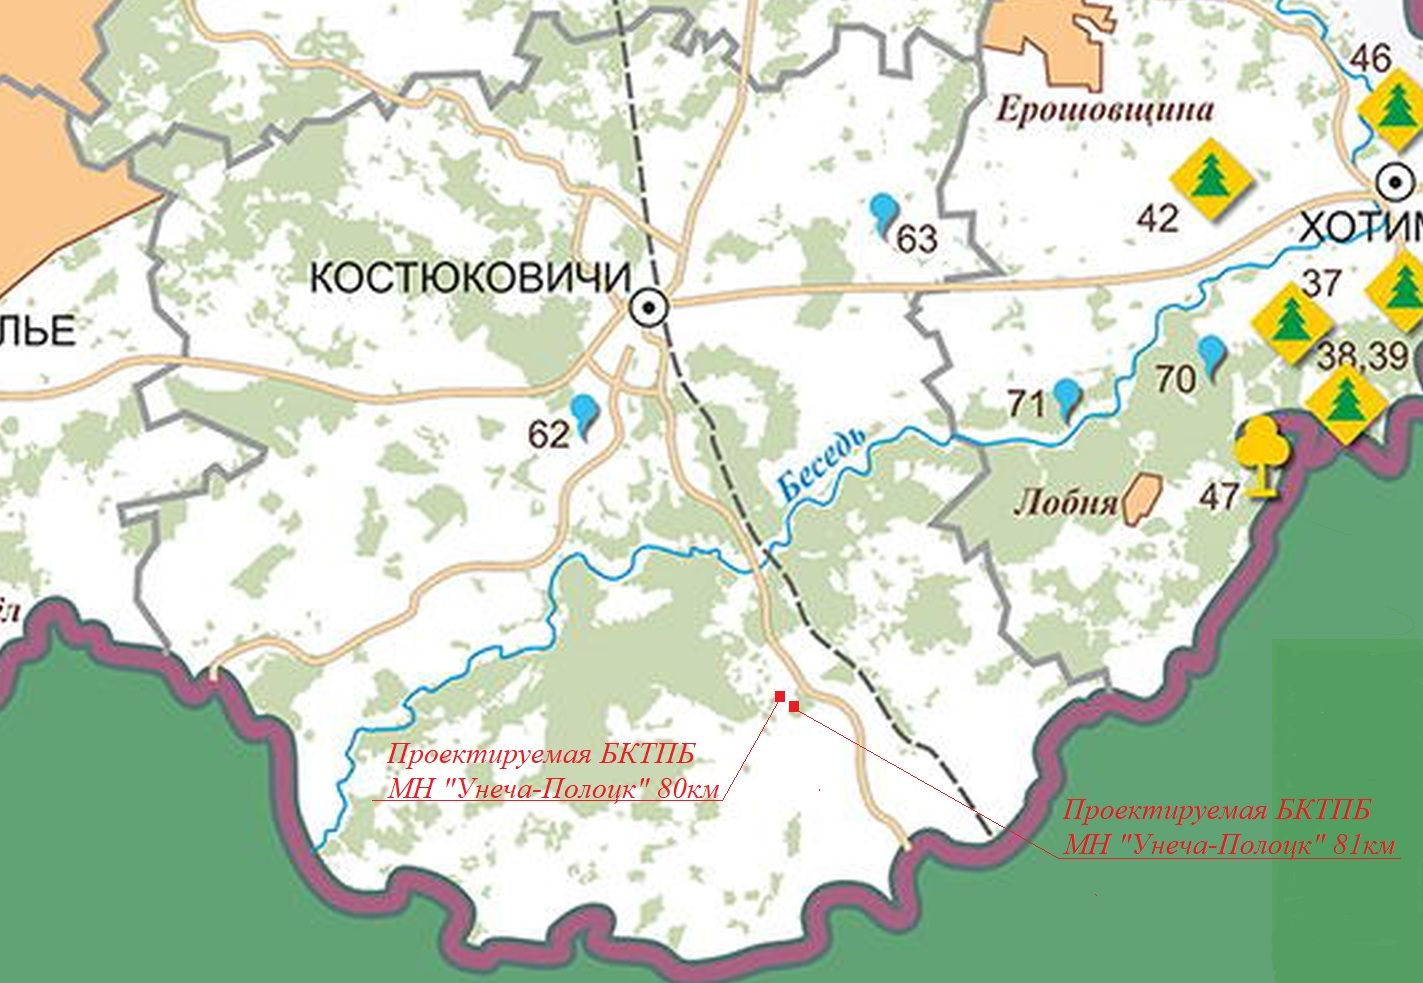 46
Ерошовщина
42
63
ХОТИМ
КОСТЮКОВИЧИ
37
ЛЬЕ
38,39
70
71
62
Беседь
Лобня
47
Проектируемая БКТПБ
МН "Унеча-Полоцк" 80км
Проектируемая БКТПБ
МН "Унеча-Полоцк" 81км